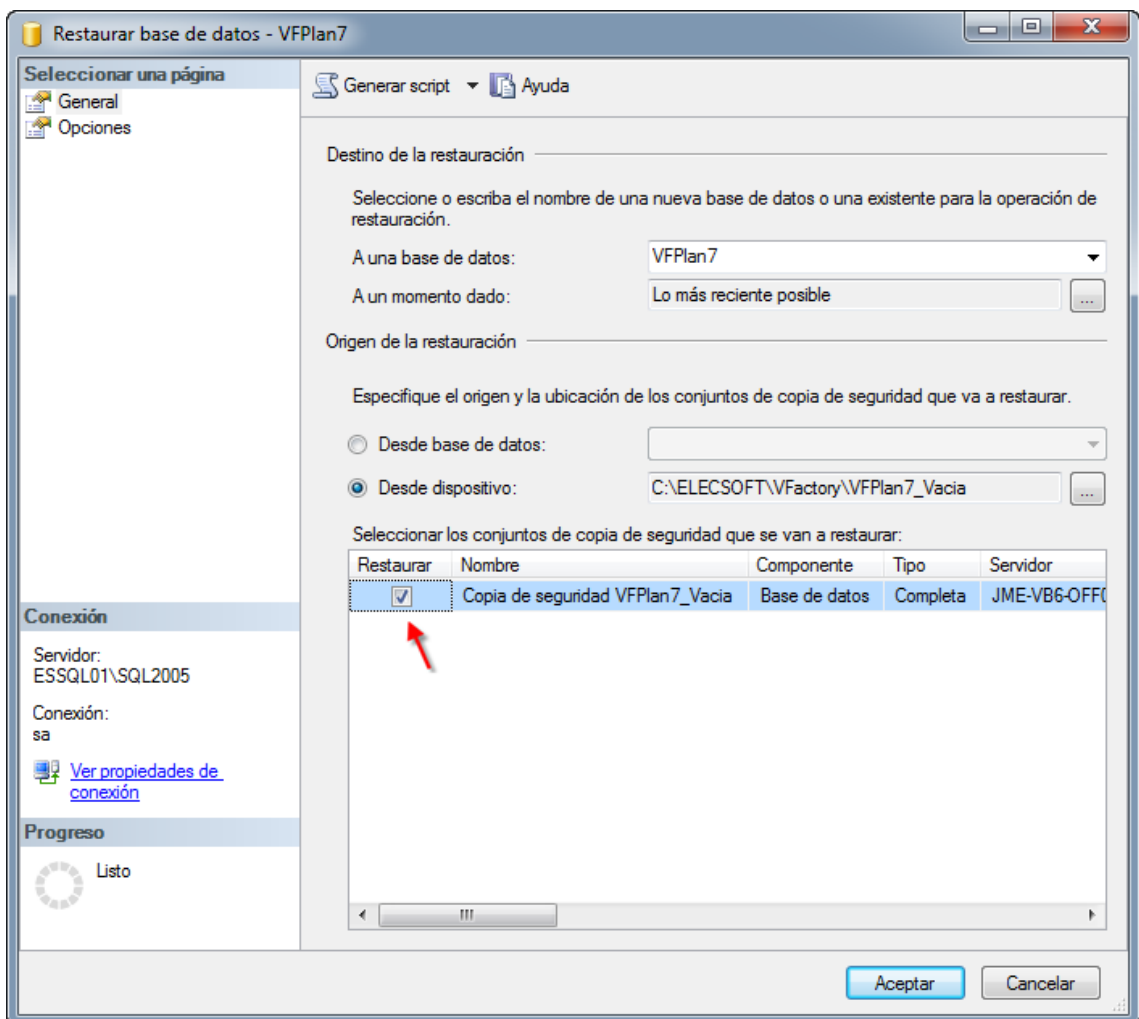 Restaurar base de datos - VFPlan7
Seleccionar una página
General
Opciones
Generar script
Ayuda
Destino de la restauración
Seleccione o escriba el nombre de una nueva base de datos o una existente para la operación de
restauración.
A una base de datos: VFPlan7
A un momento dado: Lo más reciente posible ...
Origen de la restauración
Especifique el origen y la ubicación de los conjuntos de copia de seguridad que va a restaurar.
Desde base de datos:
Desde dispositivo: C:\ELECSOFT\VFactory\VFPlan7_Vacia ...
Seleccionar los conjuntos de copia de seguridad que se van a restaurar:
Restaurar Nombre Componente Tipo Servidor
Copia de seguridad VFPlan7_Vacia Base de datos Completa JME-VB6-OFF0
Conexión
Servidor:
ESSQL01\SQL2005
Conexión:
sa
Ver propiedades de
conexión
Progreso
Listo
Aceptar Cancelar